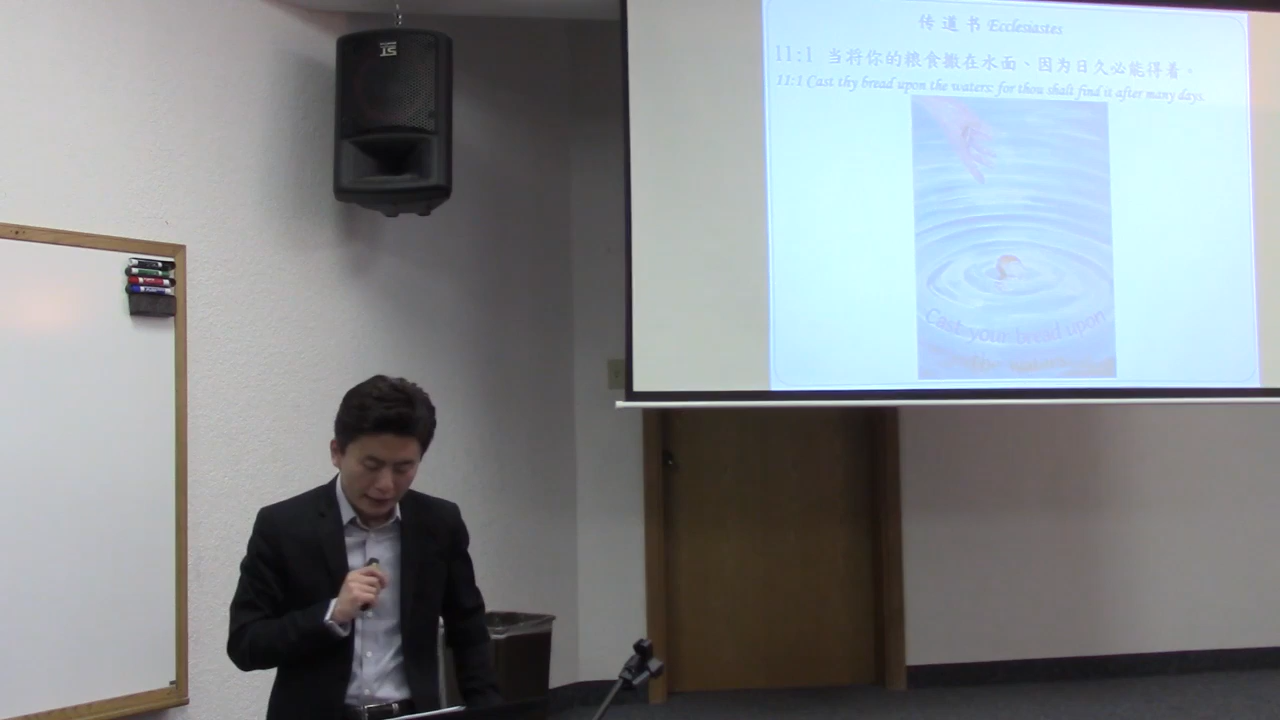 传道书 Ecclesiastes
11:1 当将你的粮食撒在水面、因为日久必能得着。
11:1 Cast thy bread upon the waters: for thou shalt find it after many days.
Cast your bread upon
the waters